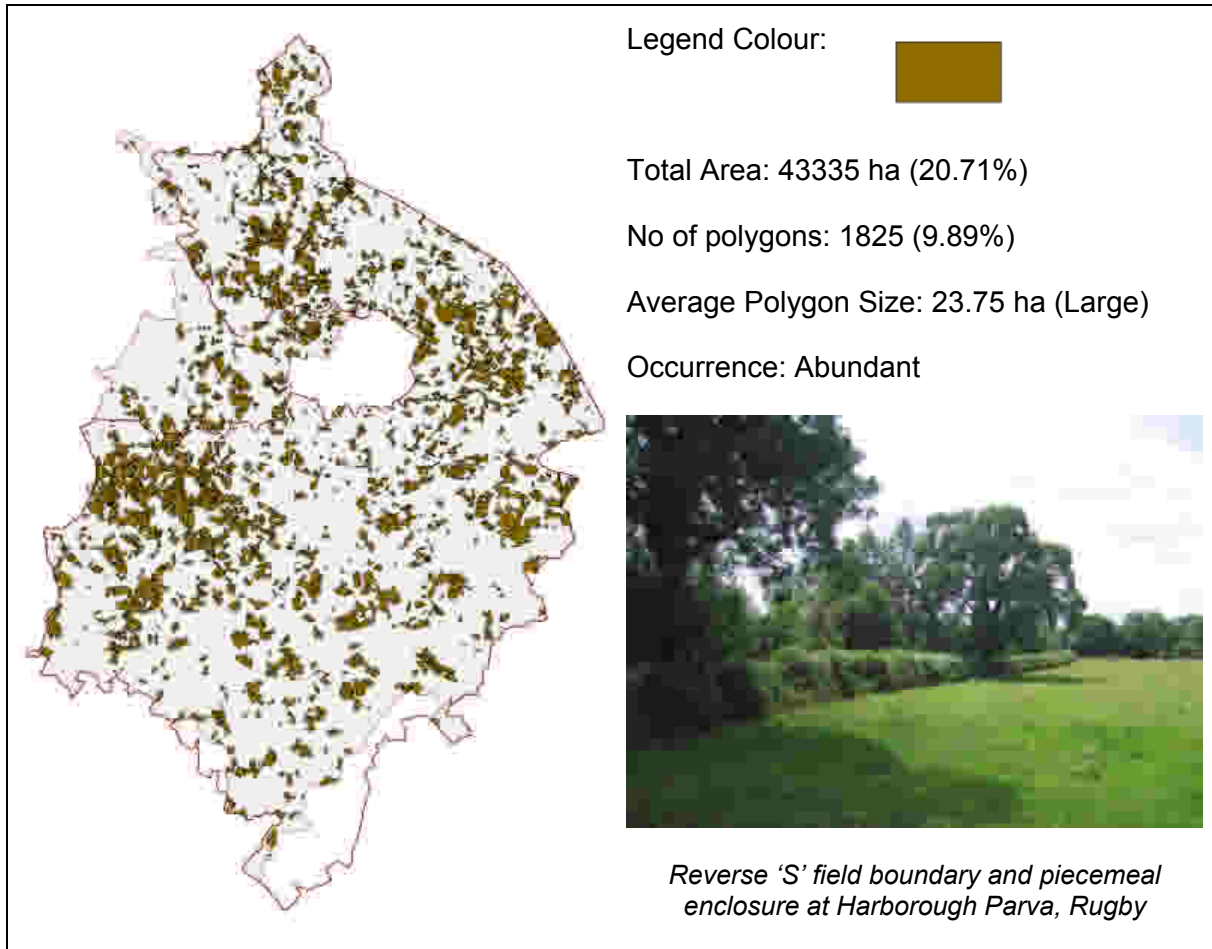 Legend Colour:
Total Area: 43335 ha (20.71%)
No of polygons: 1825 (9.89%)
Average Polygon Size: 23.75 ha (Large)
Occurrence: Abundant
Reverse ‘S’ field boundary and piecemeal
enclosure at Harborough Parva, Rugby